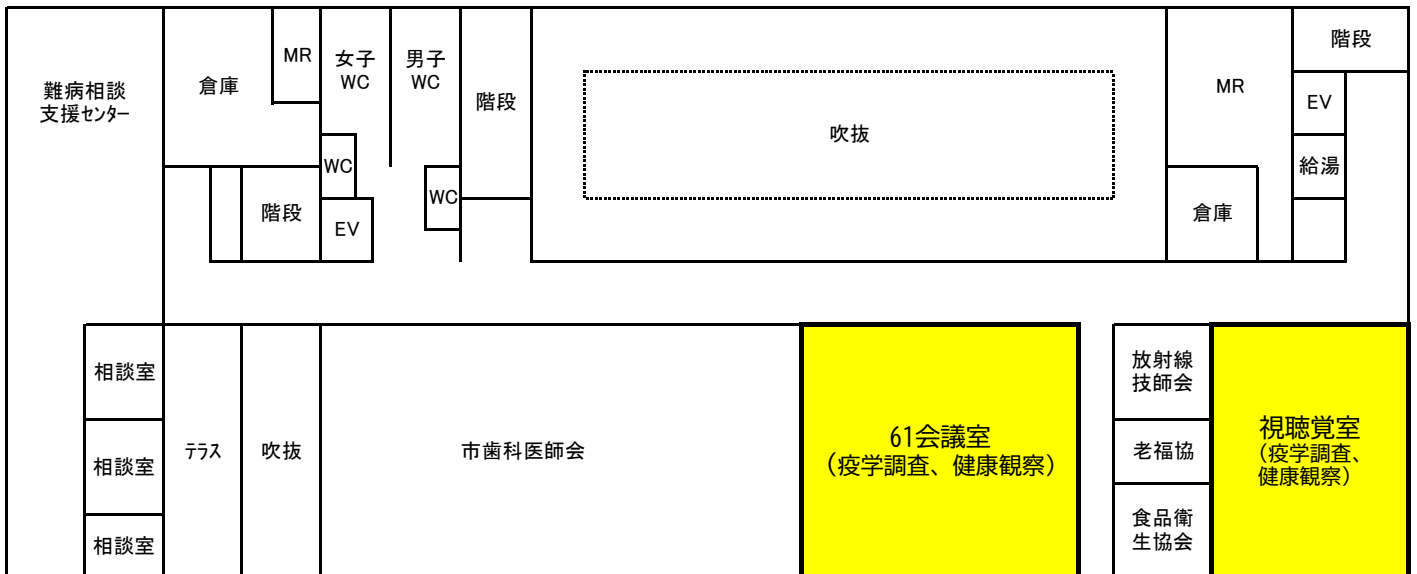 難病相談
支援ｾﾝﾀｰ
倉庫
MR
女子
WC
男子
WC
階段
吹抜
MR
階段
EV
給湯
WC
WC
階段
EV
倉庫
相談室
相談室
相談室
ﾃﾗｽ
吹抜
市歯科医師会
61会議室
（疫学調査、健康観察）
放射線
技師会
老福協
食品衛
生協会
視聴覚室
（疫学調査、
健康観察）